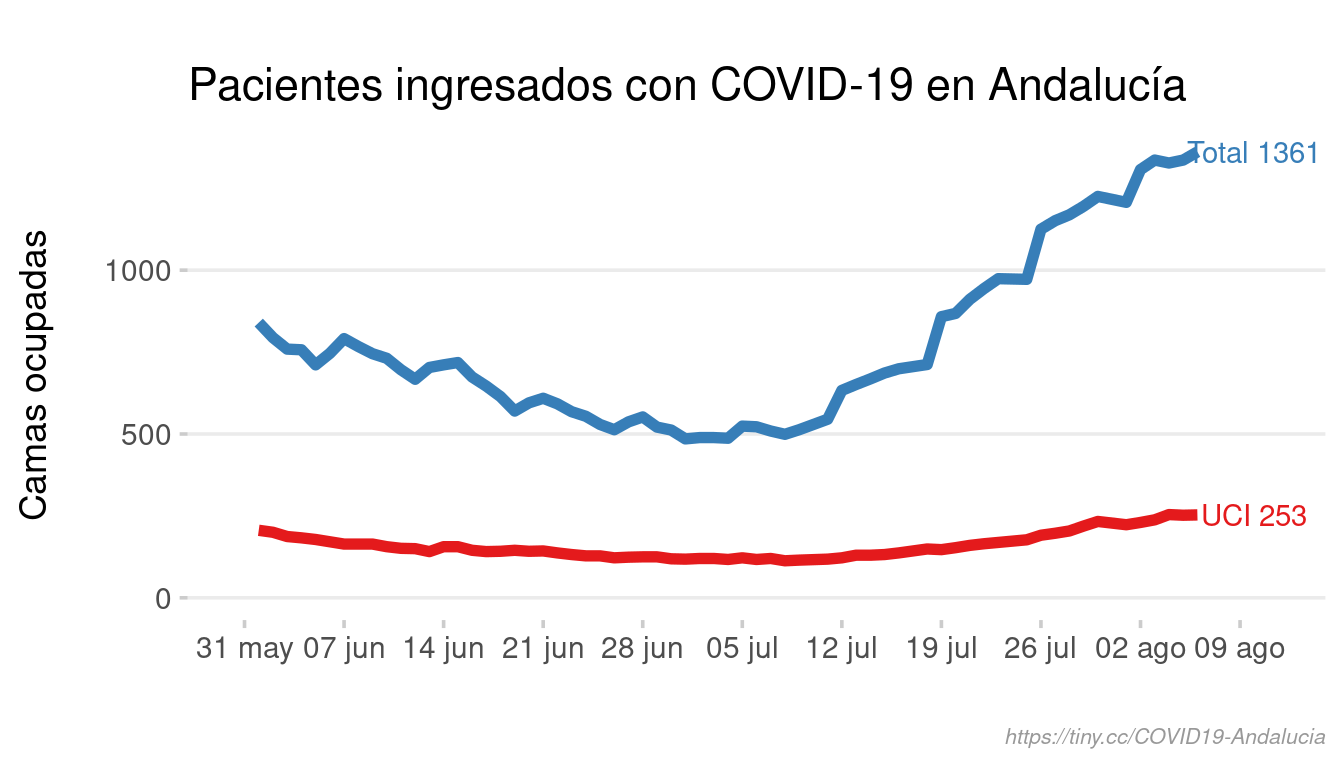 Pacientes ingresados con COVID-19 en Andalucía
Total 1361
Camas ocupadas
1000
500
UCI 253
0
31 may 07 jun 14 jun 21 jun 28 jun 05 jul 12 jul 19 jul 26 jul 02 ago 09 ago
https://tiny.cc/COVID19-Andalucia